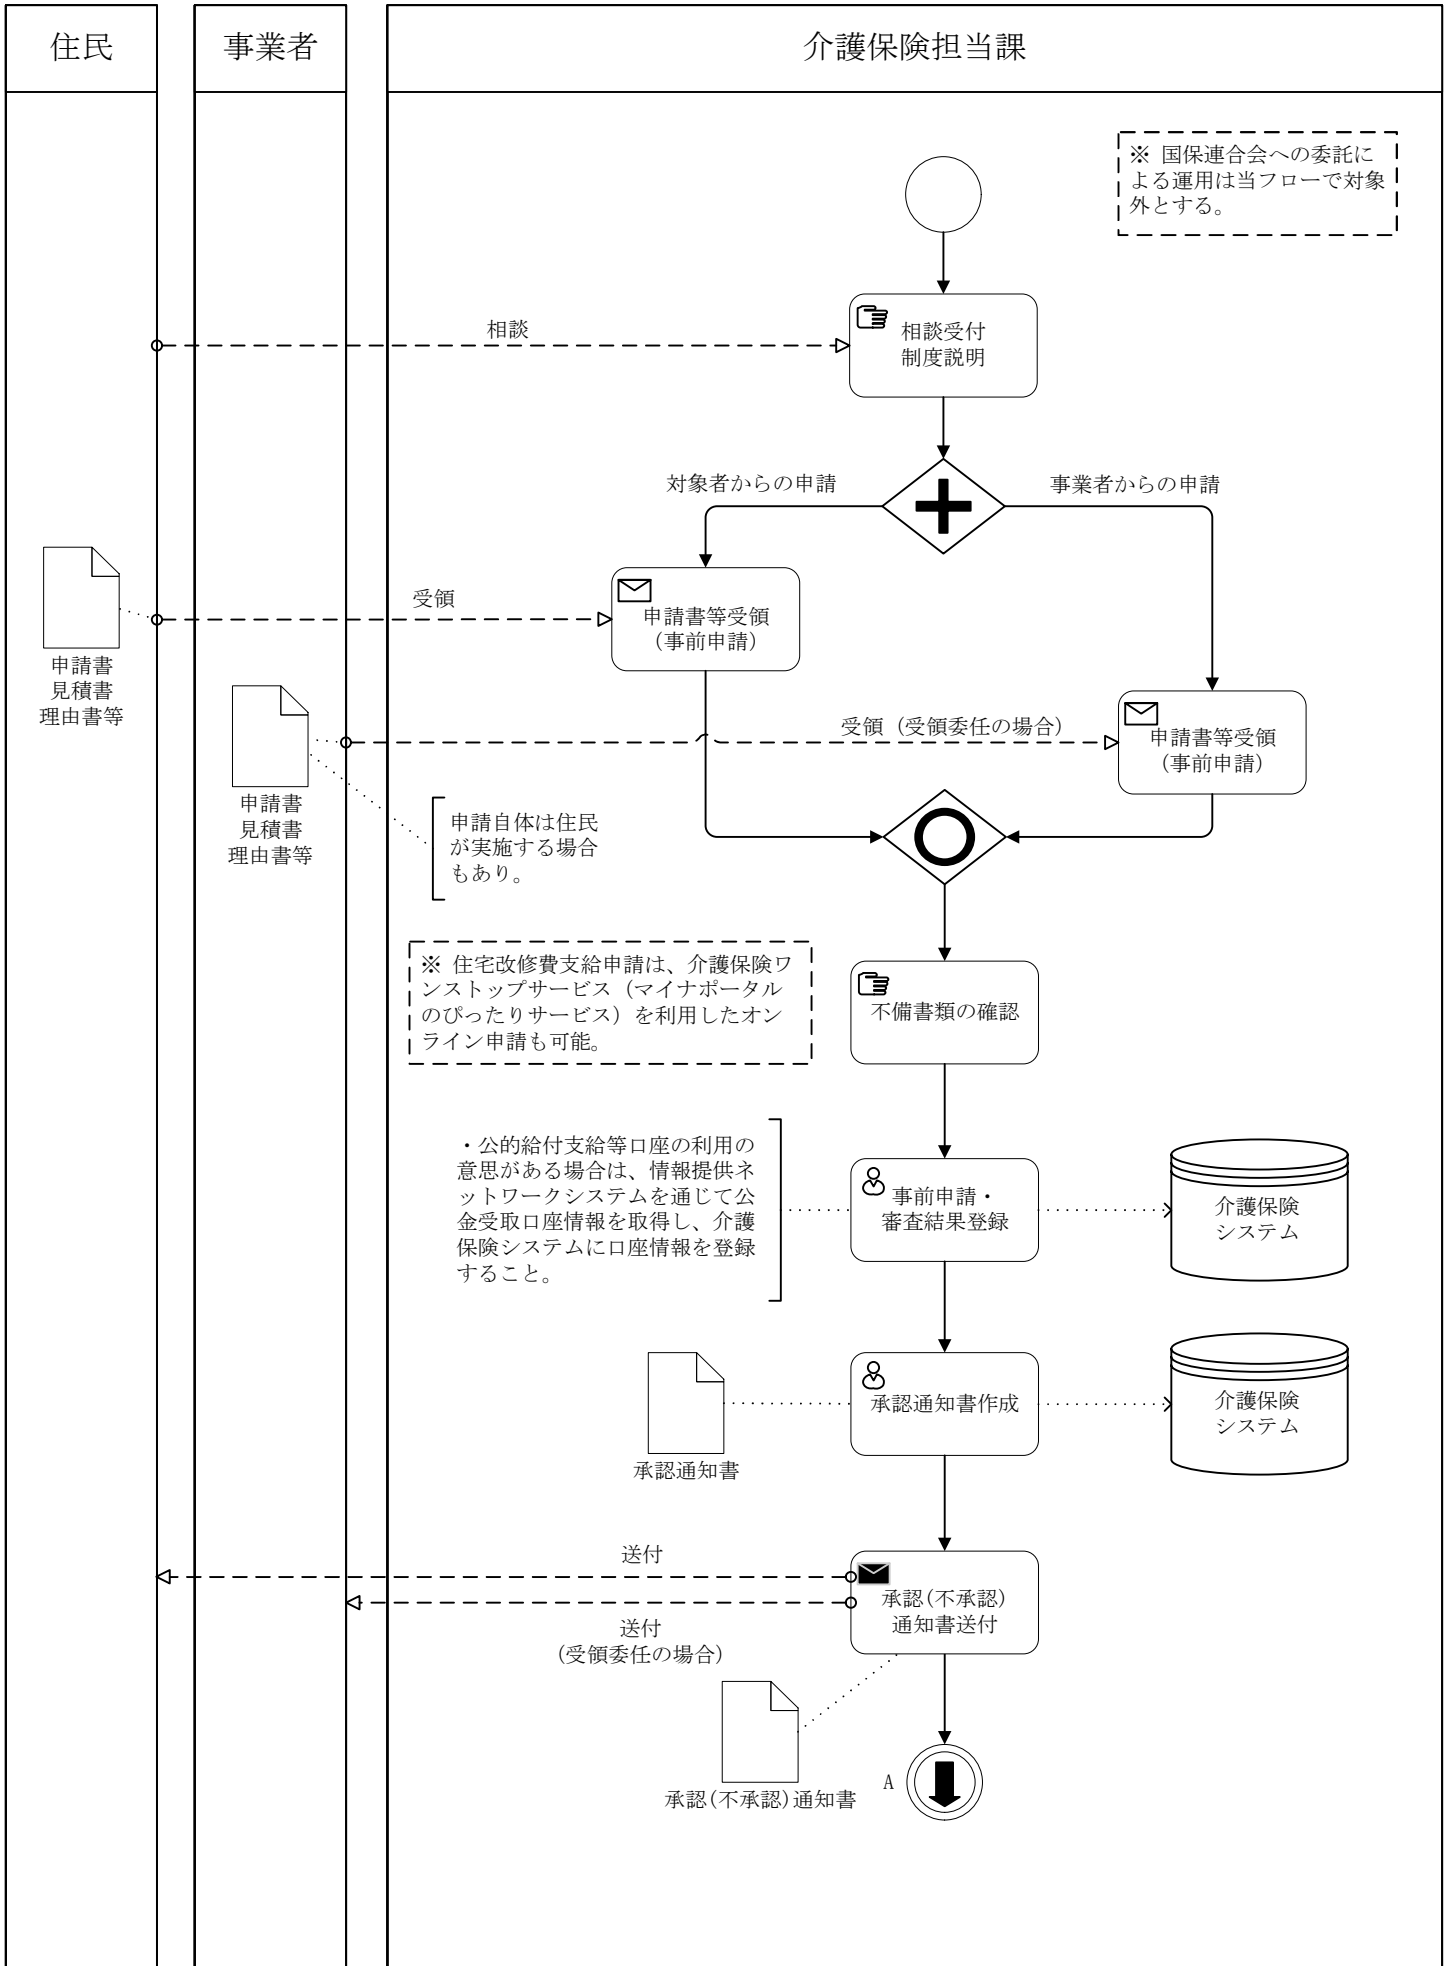 住民
事業者
介護保険担当課
※ 国保連合会への委託に
よる運用は当フローで対象
外とする。
相談
相談受付
制度説明
対象者からの申請
事業者からの申請
受領
申請書等受領
(事前申請)
申請書
見積書
理由書等
受領（受領委任の場合）
申請書等受領
(事前申請)
申請書
見積書
理由書等
申請自体は住民
が実施する場合
もあり。
※ 住宅改修費支給申請は、介護保険ワ
ンストップサービス（マイナポータル
のぴったりサービス）を利用したオン
ライン申請も可能。
不備書類の確認
・公的給付支給等口座の利用の
意思がある場合は、情報提供ネ
ットワークシステムを通じて公
金受取口座情報を取得し、介護
保険システムに口座情報を登録
すること。
事前申請・
審査結果登録
介護保険
システム
承認通知書作成
介護保険
システム
承認通知書
送付
承認(不承認)
通知書送付
送付
(受領委任の場合)
承認(不承認)通知書
A